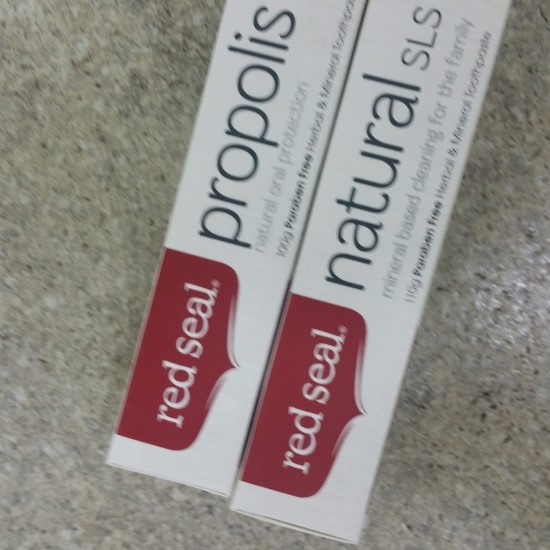 red seal®
propolis
natural oral protection
100g Paraben Free Herbal & Mineral
red seal®
natural SLS
mineral based cleaning for the family
110g Paraben Free Herbal & Mineral Toothpaste